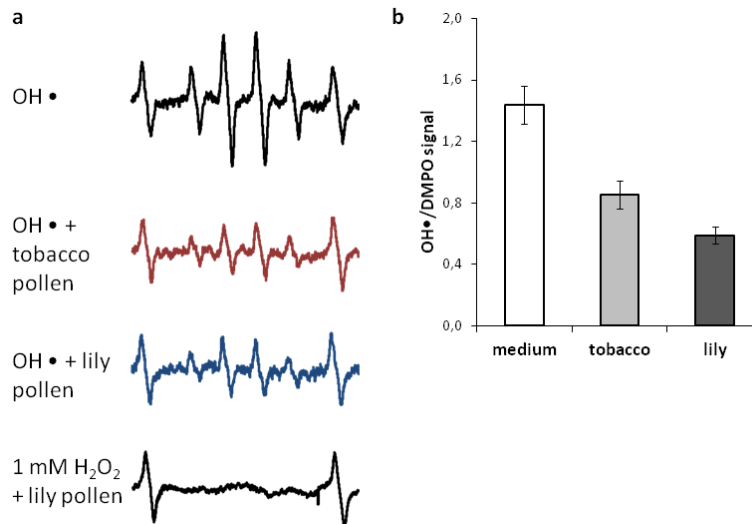 a
OH •
OH • +
tobacco
pollen
OH • + lily
pollen
1 mM H₂O₂
+ lily pollen
b
OH•/DMPO signal
2,0
1,6
1,2
0,8
0,4
0,0
medium
tobacco
lily